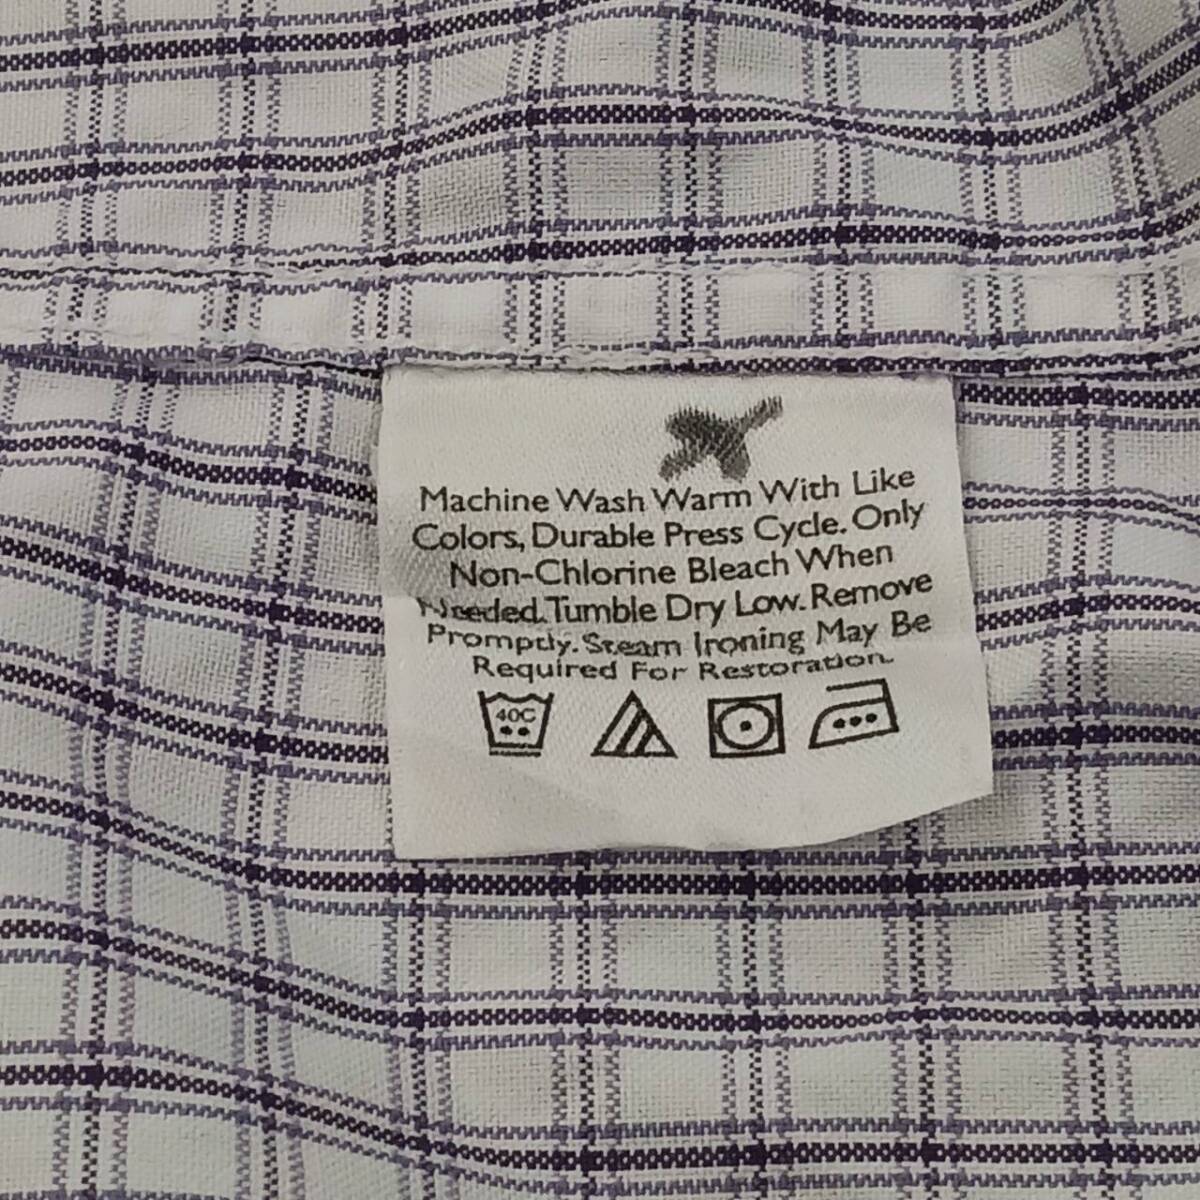 Machine Wash Warm With Like
Colors, Durable Press Cycle. Only
Non-Chlorine Bleach When
Needed. Tumble Dry Low. Remove
Promptly. Steam Ironing May Be
Required For Restoration.
40C